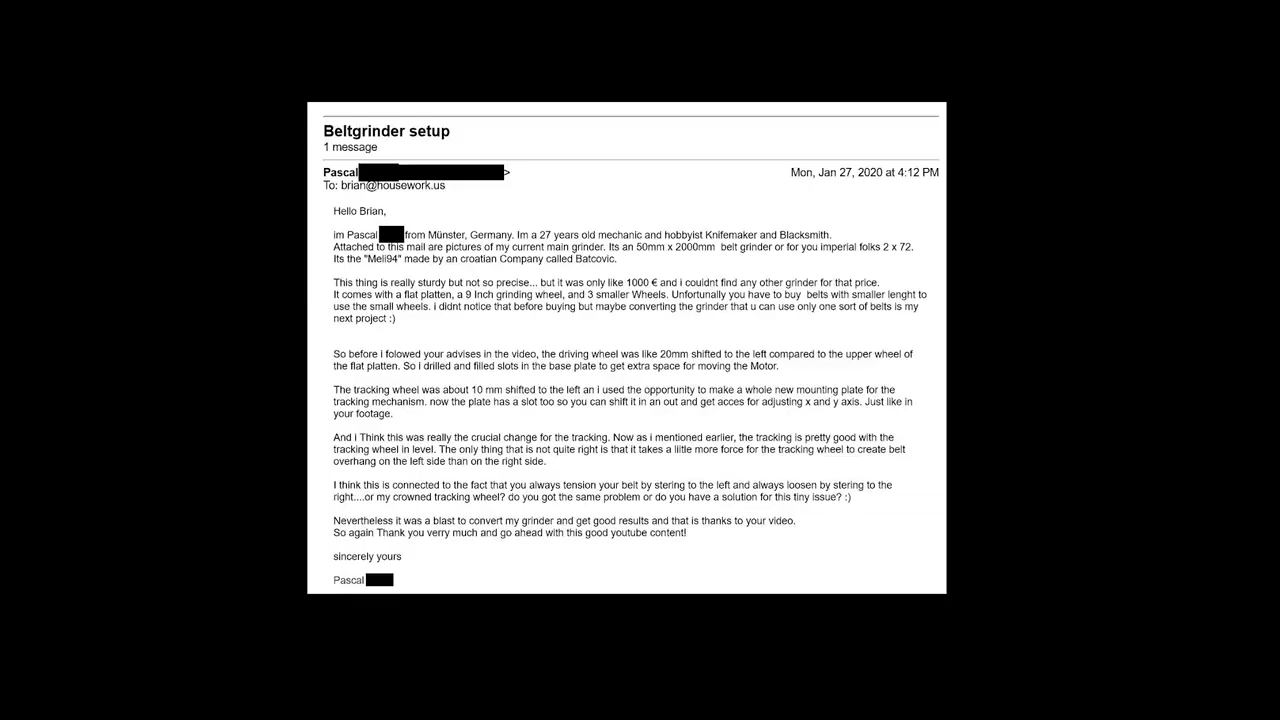 Beltgrinder setup
1 message
Pascal >
Mon, Jan 27, 2020 at 4:12 PM
To: brian@housework.us
Hello Brian,
im Pascal from Münster, Germany. Im a 27 years old mechanic and hobbyist Knifemaker and Blacksmith.
Attached to this mail are pictures of my current main grinder. Its an 50mm x 2000mm belt grinder or for you imperial folks 2 x 72.
Its the "Meli94" made by an croatian Company called Batcovic.
This thing is really sturdy but not so precise... but it was only like 1000 € and i couldnt find any other grinder for that price.
It comes with a flat platten, a 9 Inch grinding wheel, and 3 smaller Wheels. Unfortunally you have to buy belts with smaller lenght to
use the small wheels. i didnt notice that before buying but maybe converting the grinder that u can use only one sort of belts is my
next project :)
So before i folowed your advises in the video, the driving wheel was like 20mm shifted to the left compared to the upper wheel of
the flat platten. So i drilled and filled slots in the base plate to get extra space for moving the Motor.
The tracking wheel was about 10 mm shifted to the left an i used the opportunity to make a whole new mounting plate for the
tracking mechanism. now the plate has a slot too so you can shift it in an out and get acces for adjusting x and y axis. Just like in
your footage.
And i Think this was really the crucial change for the tracking. Now as i mentioned earlier, the tracking is pretty good with the
tracking wheel in level. The only thing that is not quite right is that it takes a liitle more force for the tracking wheel to create belt
overhang on the left side than on the right side.
I think this is connected to the fact that you always tension your belt by stering to the left and always loosen by stering to the
right....or my crowned tracking wheel? do you got the same problem or do you have a solution for this tiny issue? :)
Nevertheless it was a blast to convert my grinder and get good results and that is thanks to your video.
So again Thank you verry much and go ahead with this good youtube content!
sincerely yours
Pascal